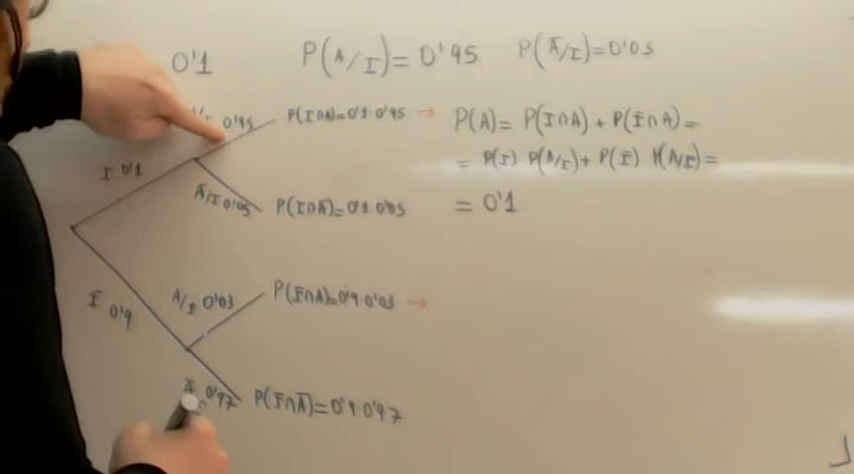 0'1 P(A/I)= 0'95 P(A̅/I)=0'05
0'95 P(I∩A)=0'1·0'95 → P(A)= P(I∩A) + P(I̅∩A)=
I 0'1 = P(I) P(A/I)+ P(I̅) P(A/I̅)=
A̅/I 0'05 P(I∩A̅)=0'1·0'05 = 0'1
I̅ 0'9 A/I̅ 0'03 P(I̅∩A)=0'9·0'03 →
0'97 P(I̅∩A̅)=0'9·0'97